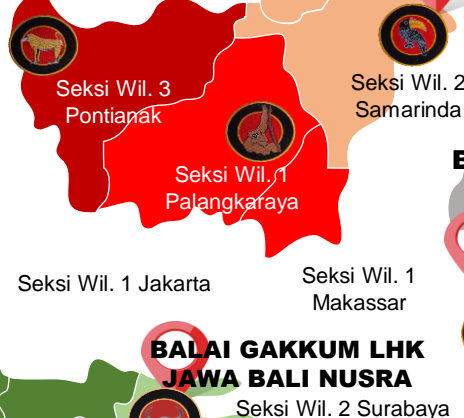 Seksi Wil. 3
Pontianak
Seksi Wil. 2
Samarinda
Seksi Wil. 1
Palangkaraya
B
Seksi Wil. 1 Jakarta
Seksi Wil. 1
Makassar
BALAI GAKKUM LHK
JAWA BALI NUSRA
Seksi Wil. 2 Surabaya